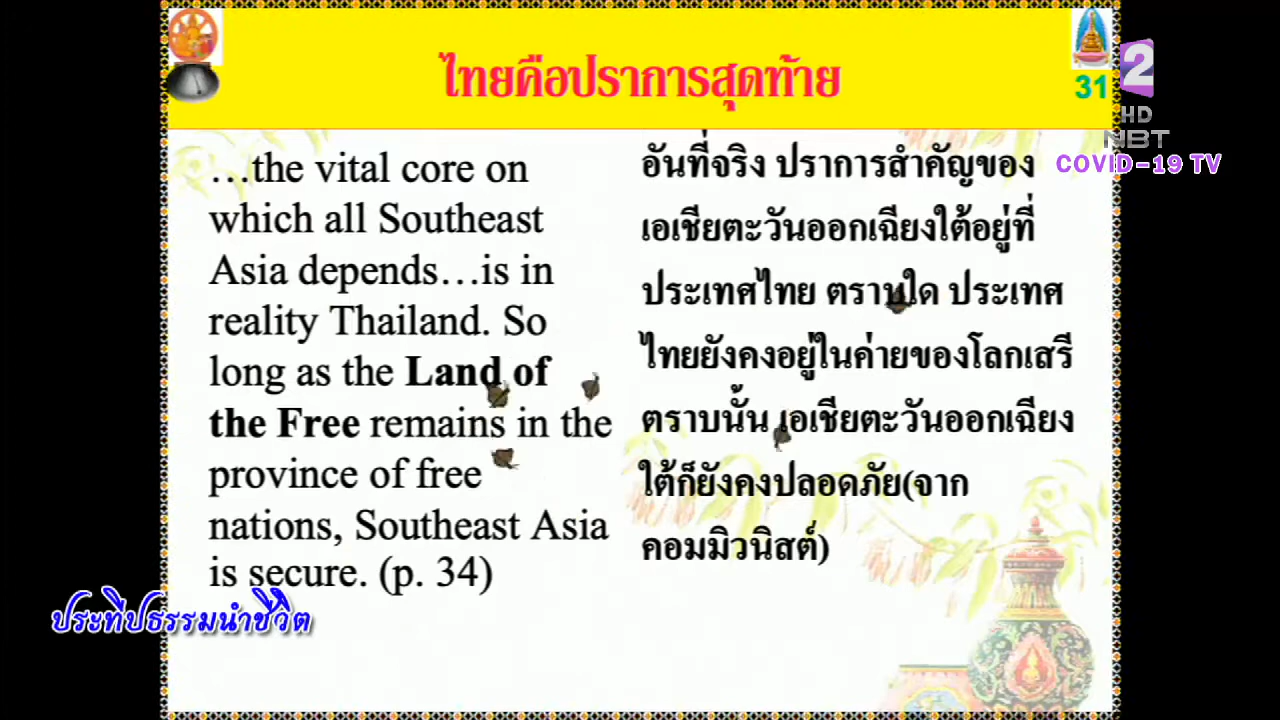 ไทยคือปราการสุดท้าย
31
2
HD
NBT
COVID-19 TV
…the vital core on
which all Southeast
Asia depends…is in
reality Thailand. So
long as the Land of
the Free remains in the
province of free
nations, Southeast Asia
is secure. (p. 34)
อันที่จริง ปราการสำคัญของ
เอเชียตะวันออกเฉียงใต้อยู่ที่
ประเทศไทย ตราบใด ประเทศ
ไทยยังคงอยู่ในค่ายของโลกเสรี
ตราบนั้น เอเชียตะวันออกเฉียง
ใต้ก็ยังคงปลอดภัย(จาก
คอมมิวนิสต์)
ประทีปธรรมนำชีวิต